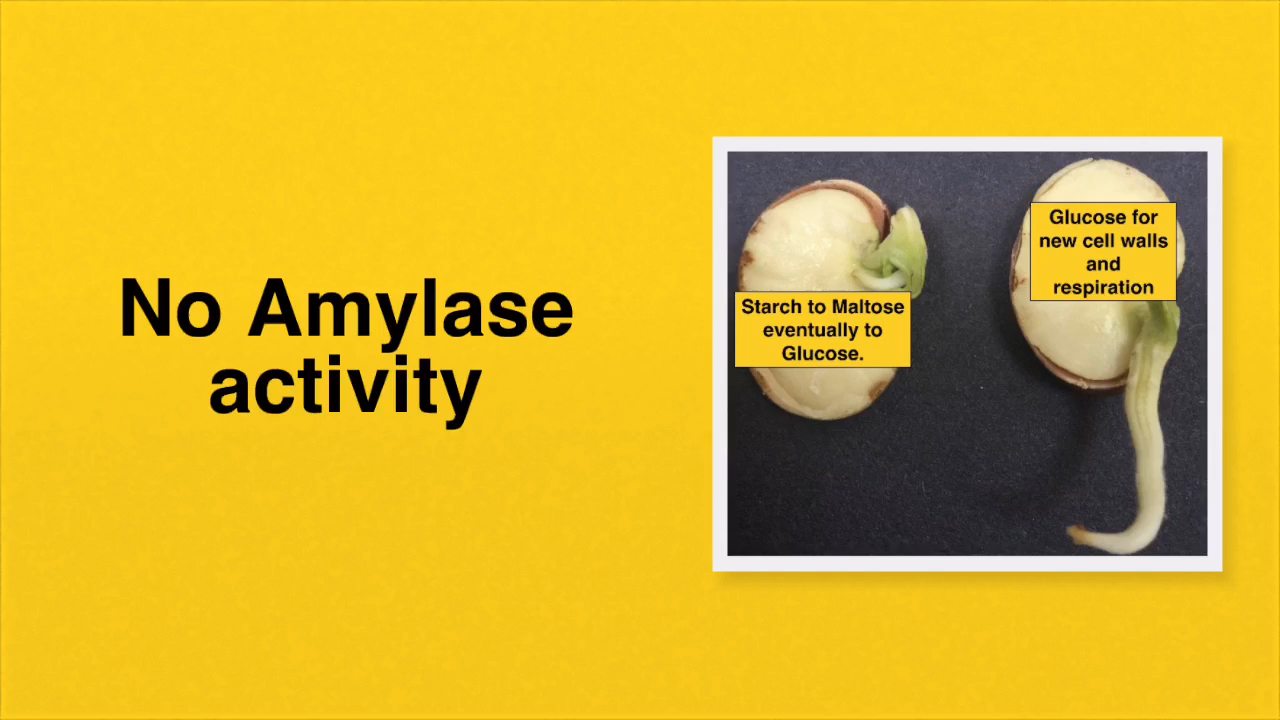 No Amylase
activity
Starch to Maltose
eventually to
Glucose.
Glucose for
new cell walls
and
respiration